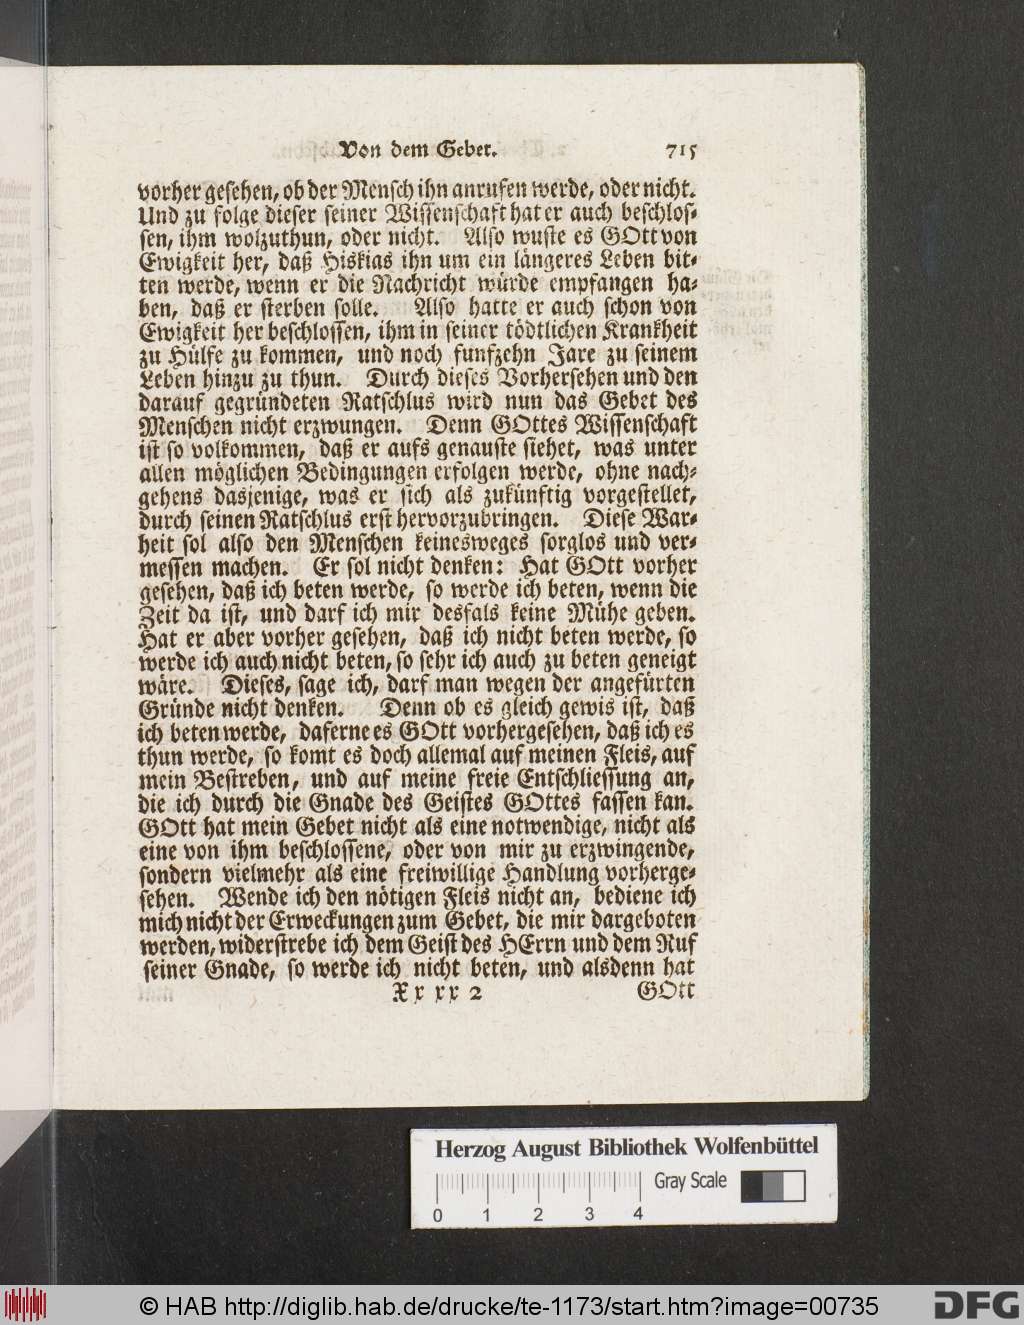 Von dem Gebet. 715
vorher gesehen, ob der Mensch ihn anrufen werde, oder nicht.
Und zu folge dieser seiner Wissenschaft hat er auch beschlos-
sen, ihm wolzuthun, oder nicht. Also wuste es GOtt von
Ewigkeit her, daß Hiskias ihn um ein längeres Leben bit-
ten werde, wenn er die Nachricht würde empfangen ha-
ben, daß er sterben solle. Also hatte er auch schon von
Ewigkeit her beschlossen, ihm in seiner tödtlichen Krankheit
zu Hülfe zu kommen, und noch funfzehn Jare zu seinem
Leben hinzu zu thun. Durch dieses Vorhersehen und den
darauf gegründeten Ratschlus wird nun das Gebet des
Menschen nicht erzwungen. Denn GOttes Wissenschaft
ist so volkommen, daß er aufs genauste siehet, was unter
allen möglichen Bedingungen erfolgen werde, ohne nach-
gehens dasjenige, was er sich als zukünftig vorgestellet,
durch seinen Ratschlus erst hervorzubringen. Diese War-
heit sol also den Menschen keinesweges sorglos und ver-
messen machen. Er sol nicht denken: Hat GOtt vorher
gesehen, daß ich beten werde, so werde ich beten, wenn die
Zeit da ist, und darf ich mir desfals keine Mühe geben.
Hat er aber vorher gesehen, daß ich nicht beten werde, so
werde ich auch nicht beten, so sehr ich auch zu beten geneigt
wäre. Dieses, sage ich, darf man wegen der angefürten
Gründe nicht denken. Denn ob es gleich gewis ist, daß
ich beten werde, daferne es GOtt vorhergesehen, daß ich es
thun werde, so komt es doch allemal auf meinen Fleis, auf
mein Bestreben, und auf meine freie Entschliessung an,
die ich durch die Gnade des Geistes GOttes fassen kan.
GOtt hat mein Gebet nicht als eine notwendige, nicht als
eine von ihm beschlossene, oder von mir zu erzwingende,
sondern vielmehr als eine freiwillige Handlung vorherge-
sehen. Wende ich den nötigen Fleis nicht an, bediene ich
mich nicht der Erweckungen zum Gebet, die mir dargeboten
werden, widerstrebe ich dem Geist des HErrn und dem Ruf
seiner Gnade, so werde ich nicht beten, und alsdenn hat
Xx xx 2 GOtt
Herzog August Bibliothek Wolfenbüttel
Gray Scale
0 1 2 3 4
© HAB http://diglib.hab.de/drucke/te-1173/start.htm?image=00735
DFG